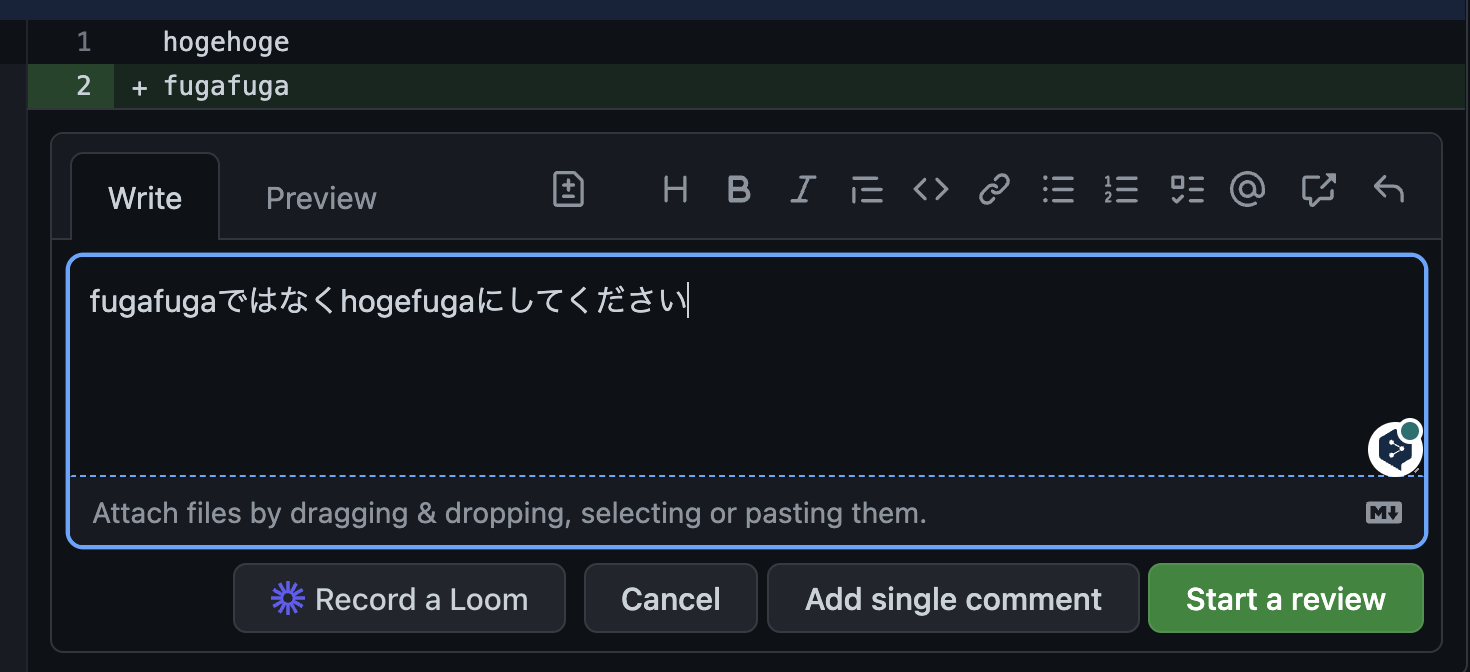 1 hogehoge
2 + fugafuga
Write Preview
fugafugaではなくhogefugaにしてください
Attach files by dragging & dropping, selecting or pasting them.
Record a Loom Cancel Add single comment Start a review